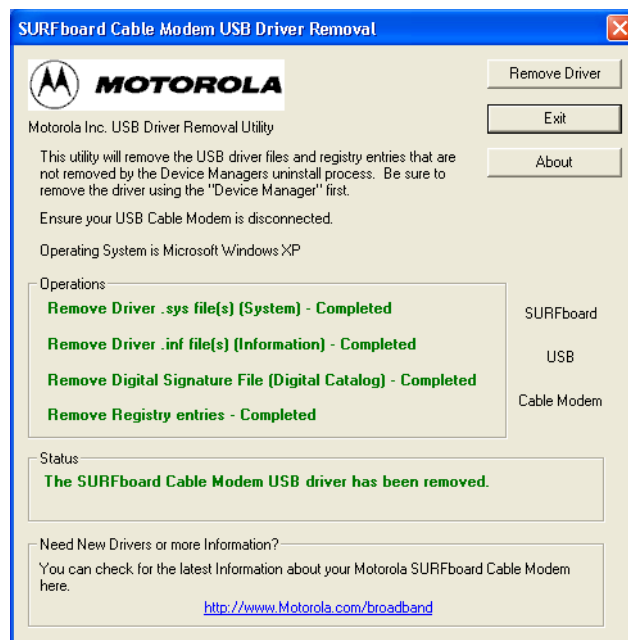 SURFboard Cable Modem USB Driver Removal
MOTOROLA
Remove Driver
Exit
About
Motorola Inc. USB Driver Removal Utility
This utility will remove the USB driver files and registry entries that are
not removed by the Device Managers uninstall process.  Be sure to
remove the driver using the "Device Manager" first.
Ensure your USB Cable Modem is disconnected.
Operating System is Microsoft Windows XP
Operations
Remove Driver .sys file(s) (System) - Completed
Remove Driver .inf file(s) (Information) - Completed
Remove Digital Signature File (Digital Catalog) - Completed
Remove Registry entries - Completed
SURFboard
USB
Cable Modem
Status
The SURFboard Cable Modem USB driver has been removed.
Need New Drivers or more Information?
You can check for the latest Information about your Motorola SURFboard Cable Modem
here.
http://www.Motorola.com/broadband